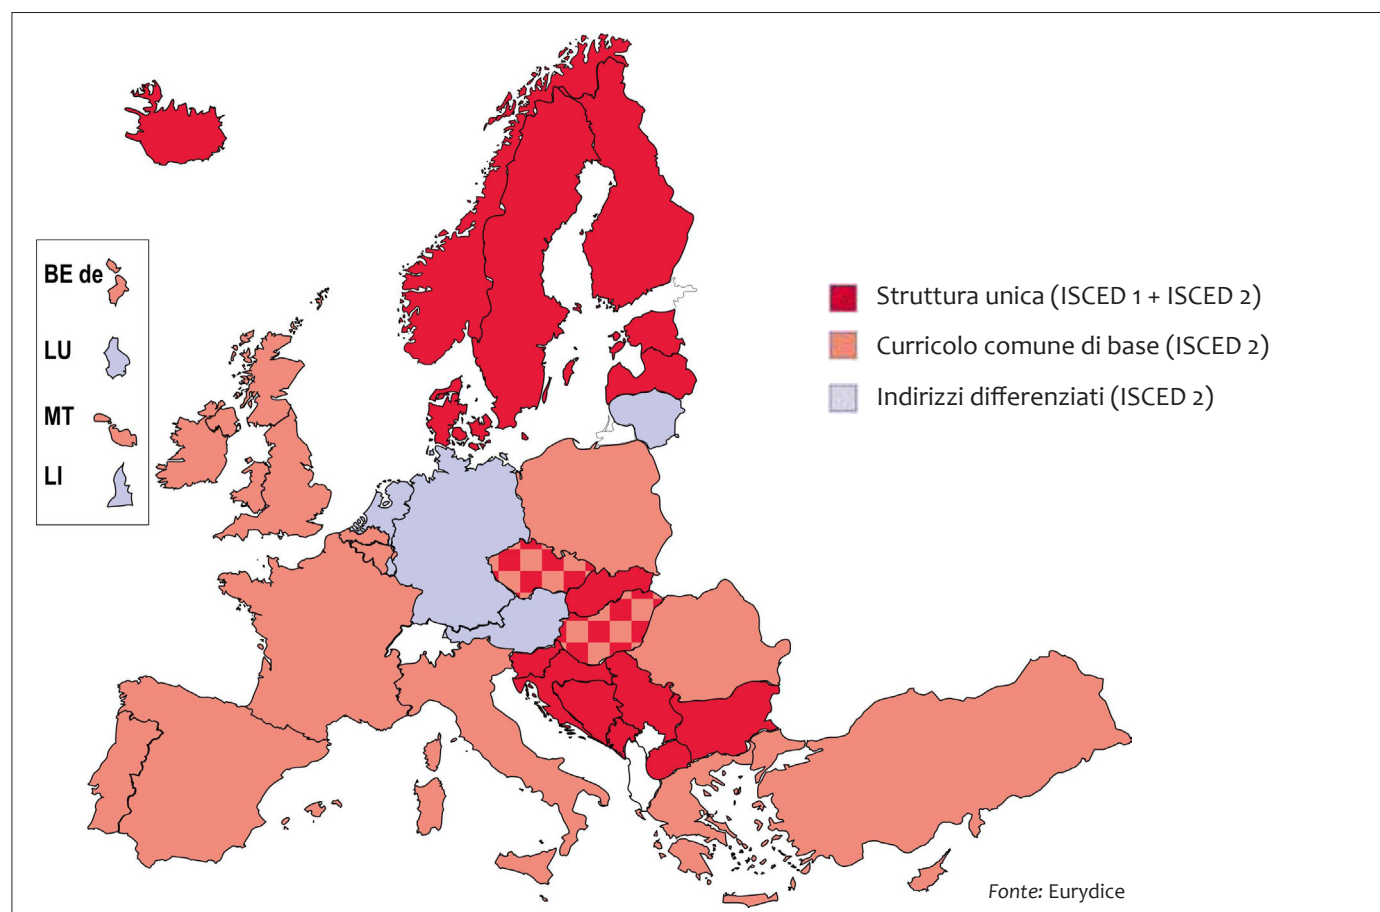 BE de
LU
MT
LI
Struttura unica (ISCED 1 + ISCED 2)
Curricolo comune di base (ISCED 2)
Indirizzi differenziati (ISCED 2)
Fonte: Eurydice